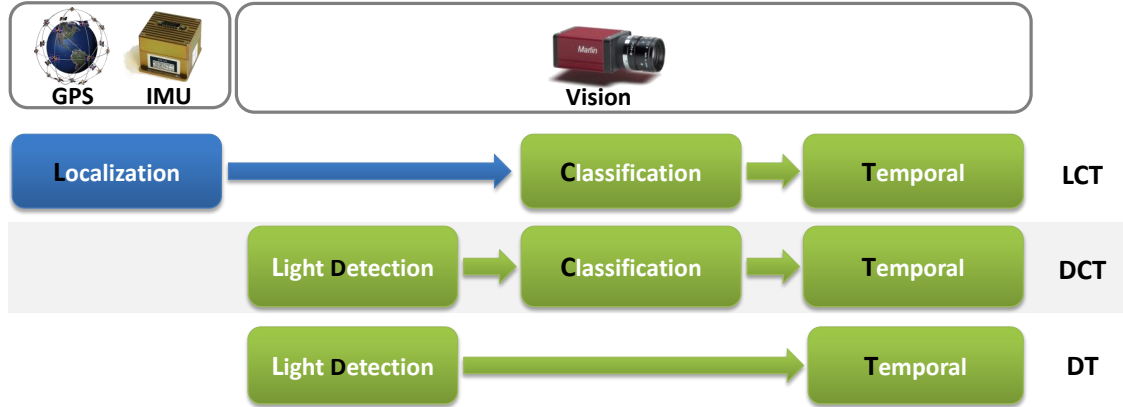 GPS IMU Marlin
Vision
Localization Classification Temporal LCT
Light Detection Classification Temporal DCT
Light Detection Temporal DT